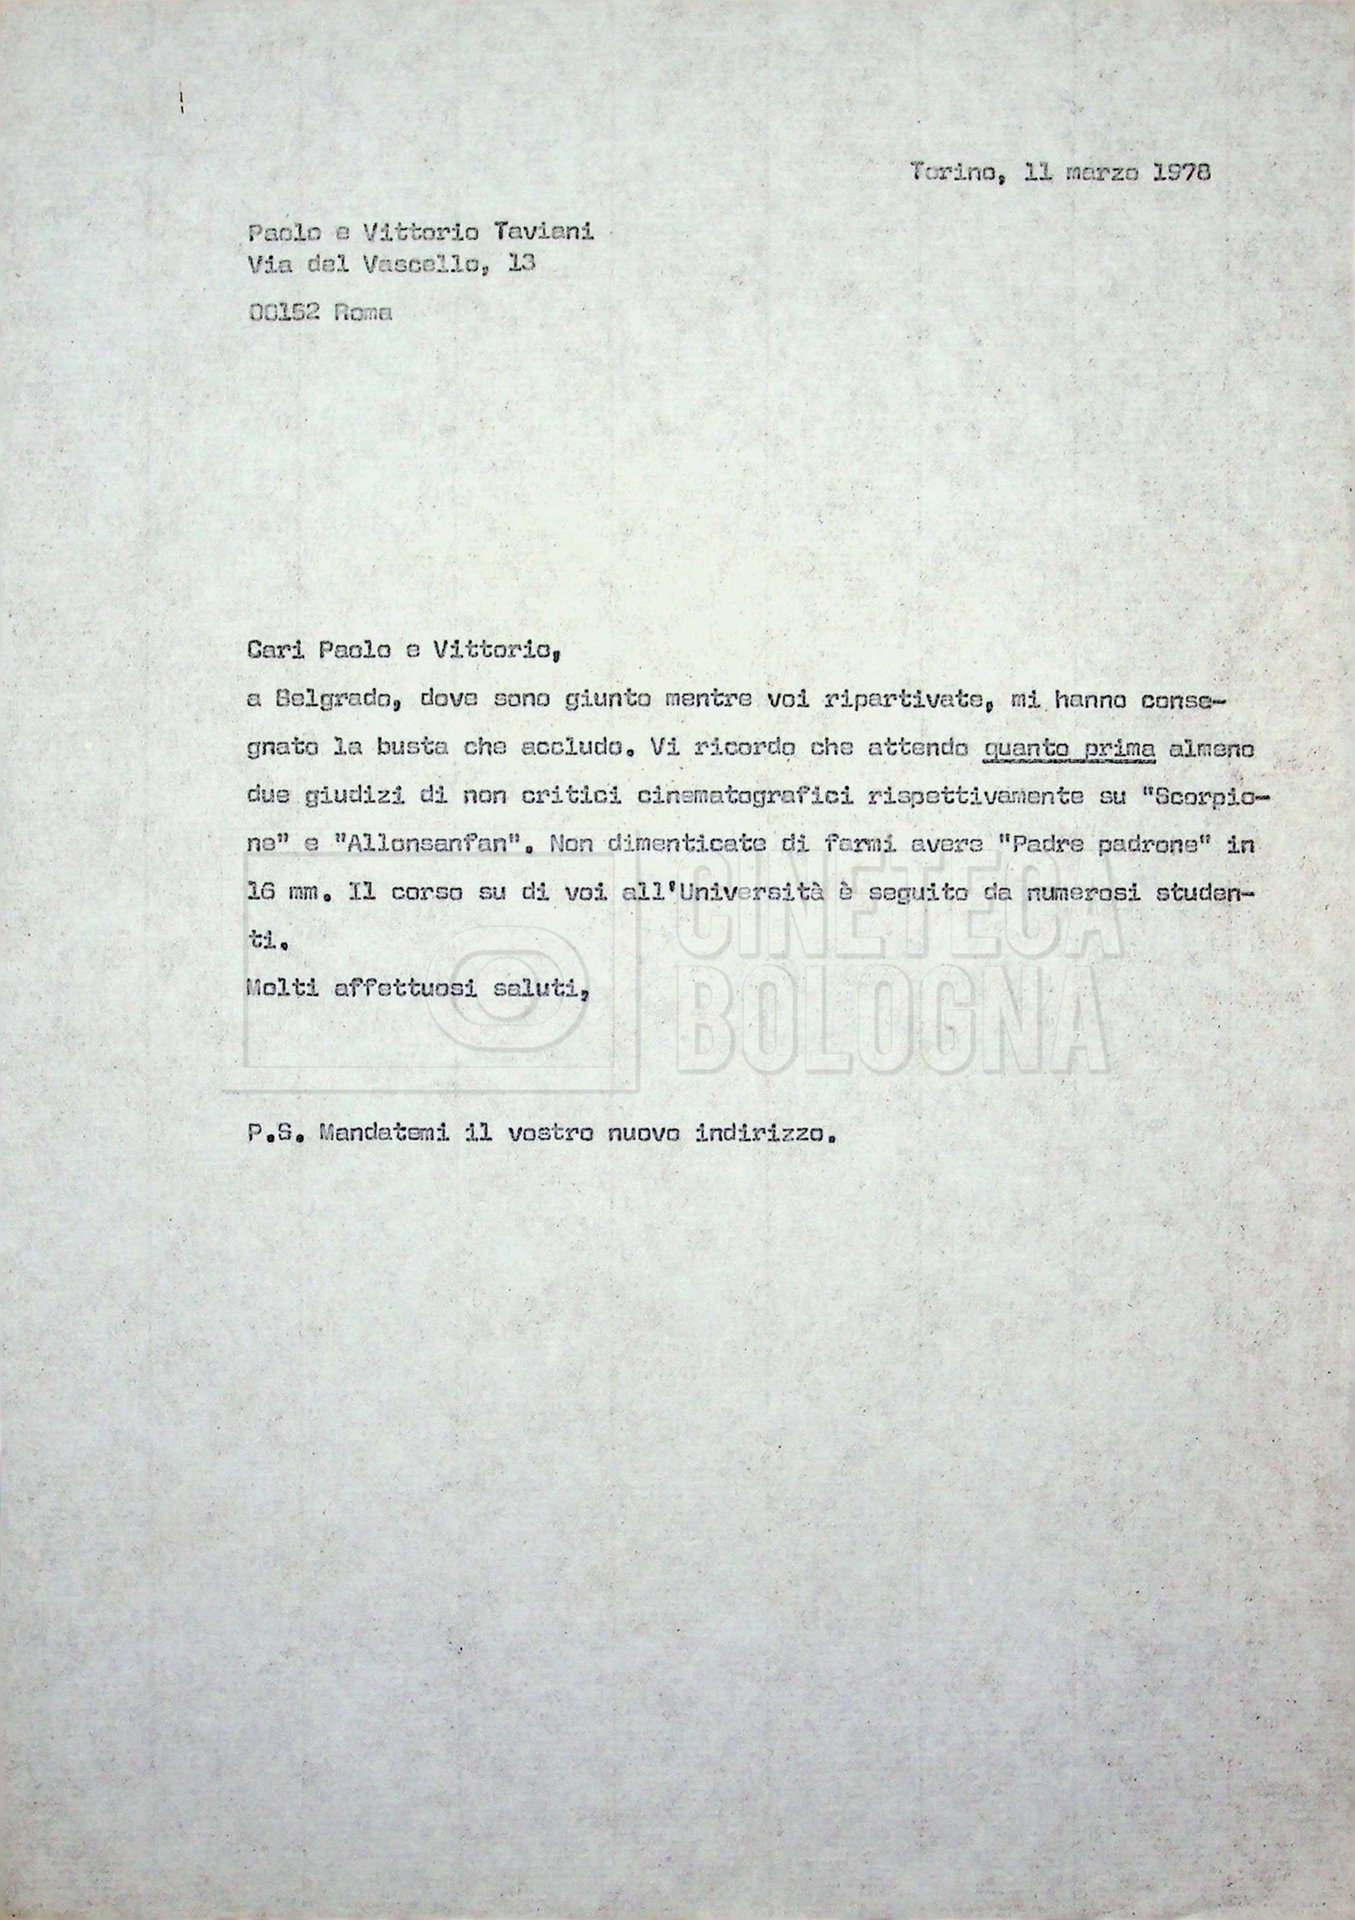 Torino, 11 marzo 1978
Paolo e Vittorio Taviani
Via del Vascello, 13
00152 Roma
Cari Paolo e Vittorio,
a Belgrado, dove sono giunto mentre voi ripartivate, mi hanno conse-
gnato la busta che accludo. Vi ricordo che attendo quanto prima almeno
due giudizi di non critici cinematografici rispettivamente su "Scorpio-
ne" e "Allonsanfan". Non dimenticate di farmi avere "Padre padrone" in
16 mm. Il corso su di voi all'Università è seguito da numerosi studen-
ti.
Molti affettuosi saluti,
CINETECA
BOLOGNA
P.S. Mandatemi il vostro nuovo indirizzo.